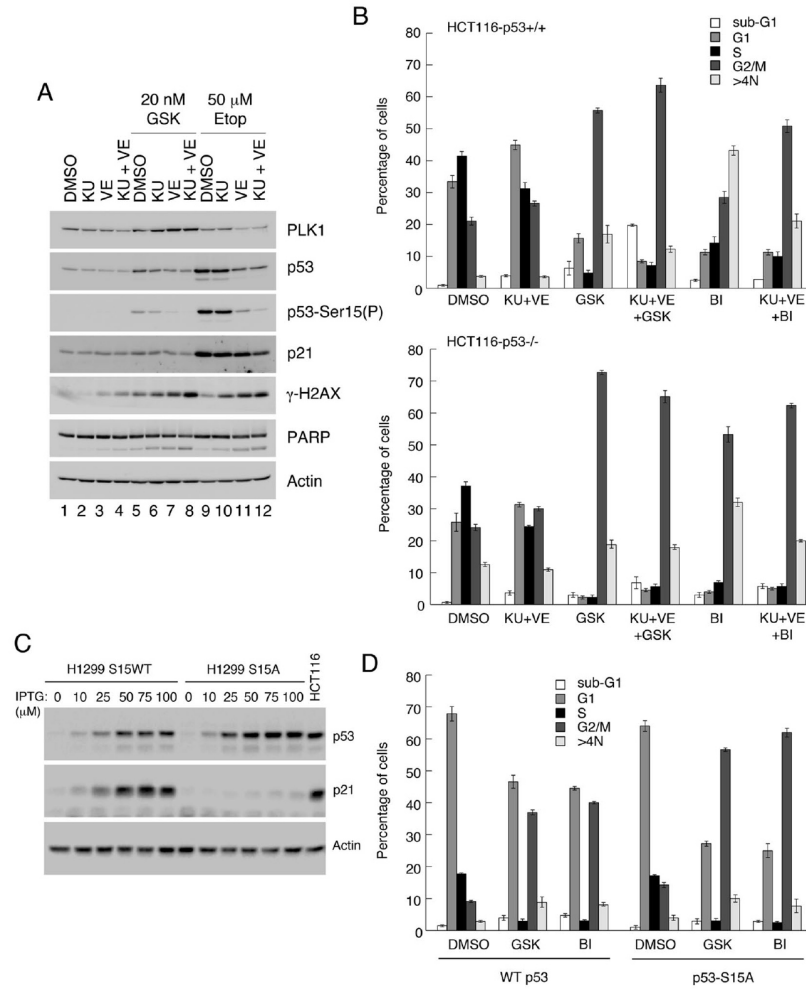 A
20 nM
GSK
50 μM
Etop
DMSO
KU
VE
KU + VE
DMSO
KU
VE
KU + VE
DMSO
KU
VE
KU + VE
PLK1
p53
p53-Ser15(P)
p21
γ-H2AX
PARP
Actin
1 2 3 4 5 6 7 8 9 10 11 12
B
HCT116-p53+/+
sub-G1
G1
S
G2/M
>4N
Percentage of cells
80
70
60
50
40
30
20
10
0
DMSO KU+VE GSK KU+VE BI KU+VE
+GSK +BI
HCT116-p53-/-
Percentage of cells
80
70
60
50
40
30
20
10
0
DMSO KU+VE GSK KU+VE BI KU+VE
+GSK +BI
C
H1299 S15WT H1299 S15A HCT116
IPTG: 0 10 25 50 75 100 0 10 25 50 75 100
(μM)
p53
p21
Actin
D
sub-G1
G1
S
G2/M
>4N
Percentage of cells
80
70
60
50
40
30
20
10
0
DMSO GSK BI DMSO GSK BI
WT p53 p53-S15A